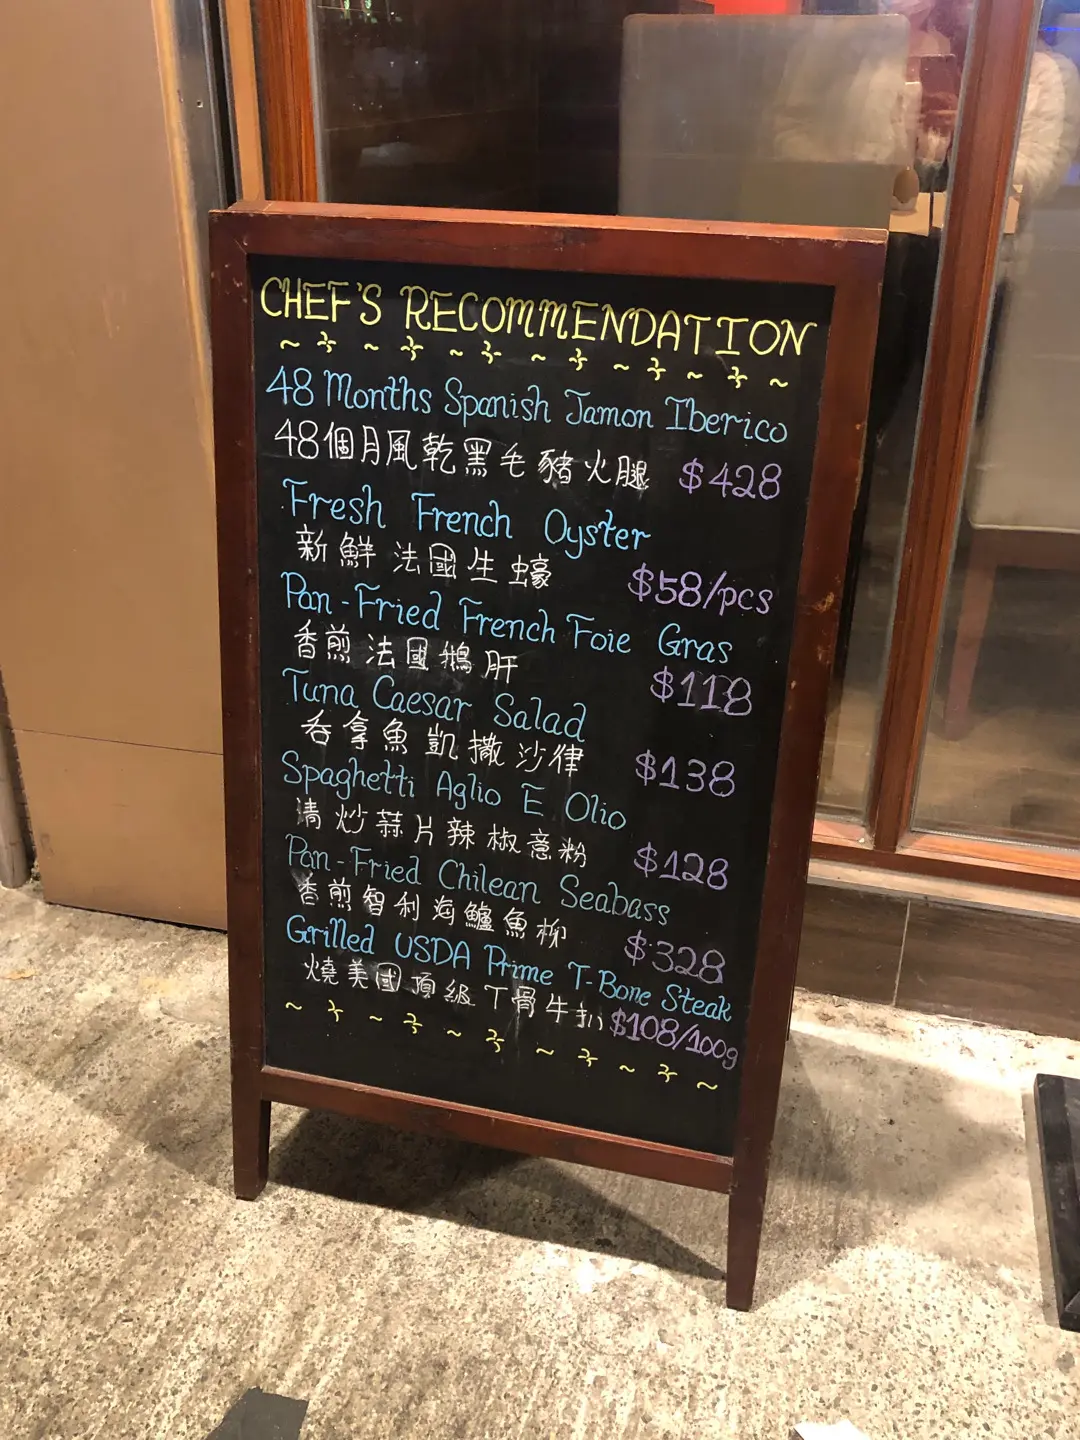 CHEF'S RECOMMENDATION
48 Months Spanish Jamon Iberico
48個月風乾黑毛豬火腿 $428
Fresh French Oyster
新鮮法國生蠔 $58/pcs
Pan-Fried French Foie Gras
香煎法國鵝肝 $118
Tuna Caesar Salad
吞拿魚凱撒沙律 $138
Spaghetti Aglio E Olio
清炒蒜片辣椒意粉 $128
Pan-Fried Chilean Seabass
香煎智利海鱸魚柳 $328
Grilled USDA Prime T-Bone Steak
燒美國頂級丁骨牛扒 $108/100g